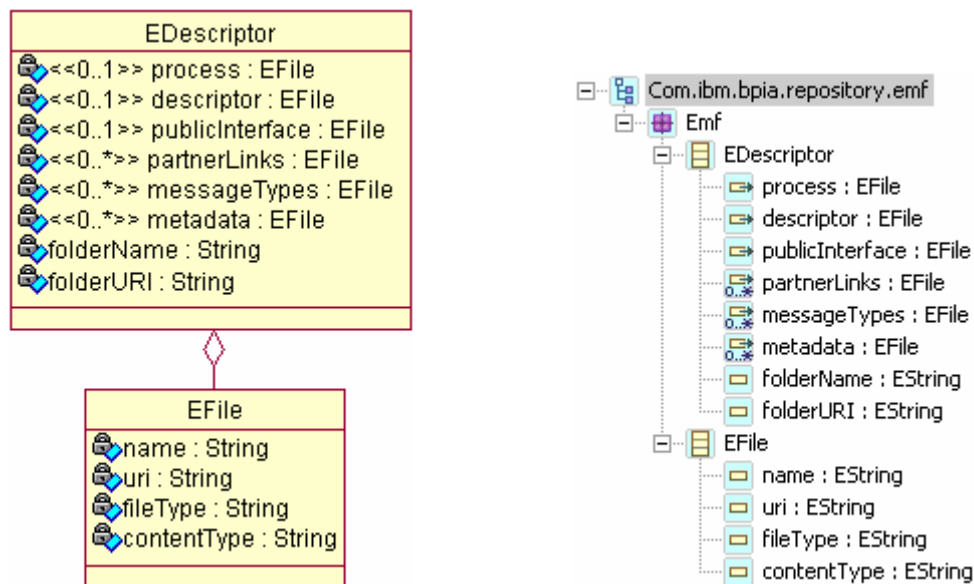 EDescriptor
<<0..1>> process : EFile
<<0..1>> descriptor : EFile
<<0..1>> publicInterface : EFile
<<0..*>> partnerLinks : EFile
<<0..*>> messageTypes : EFile
<<0..*>> metadata : EFile
folderName : String
folderURI : String
EFile
name : String
uri : String
fileType : String
contentType : String
Com.ibm.bpia.repository.emf
Emf
EDescriptor
process : EFile
descriptor : EFile
publicInterface : EFile
0..* partnerLinks : EFile
0..* messageTypes : EFile
0..* metadata : EFile
folderName : EString
folderURI : EString
EFile
name : EString
uri : EString
fileType : EString
contentType : EString